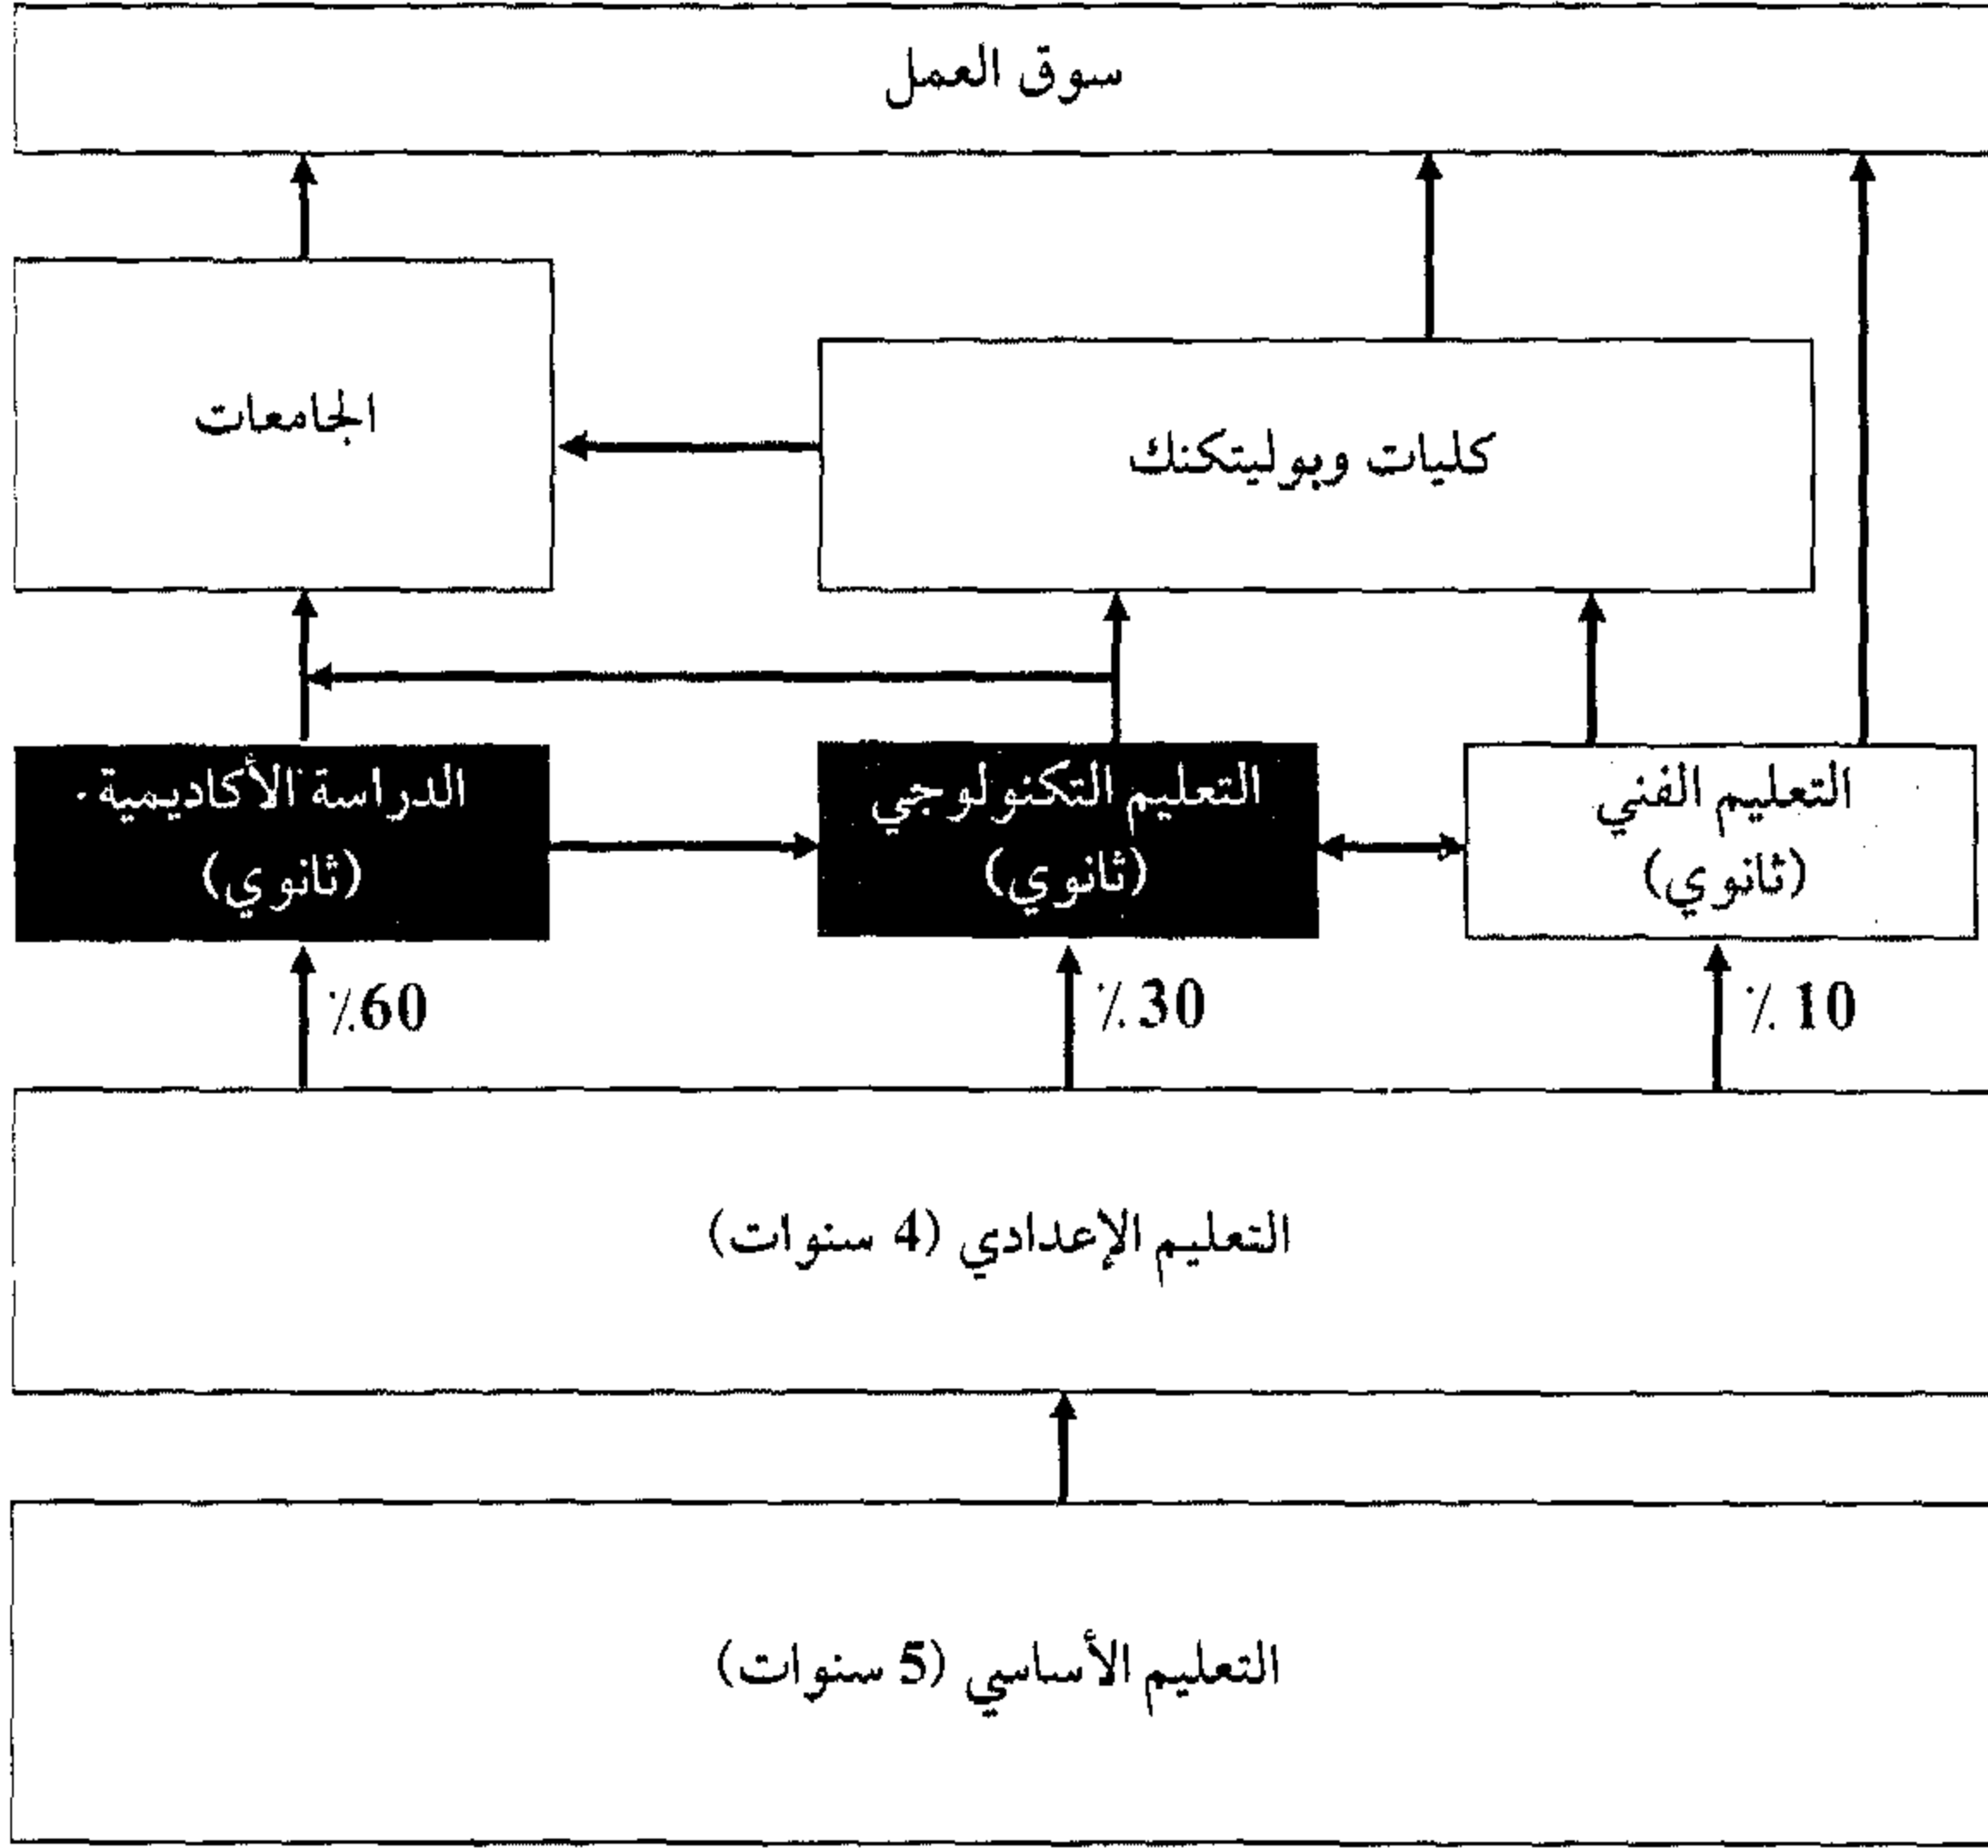 سوق العمل
الجامعات
كليات وبوليتكنك
الدراسة الأكاديمية
(ثانوي)
التعليم التكنولوجي
(ثانوي)
التعليم الفني
(ثانوي)
٪60
٪30
٪10
التعليم الإعدادي (4 سنوات)
التعليم الأساسي (5 سنوات)